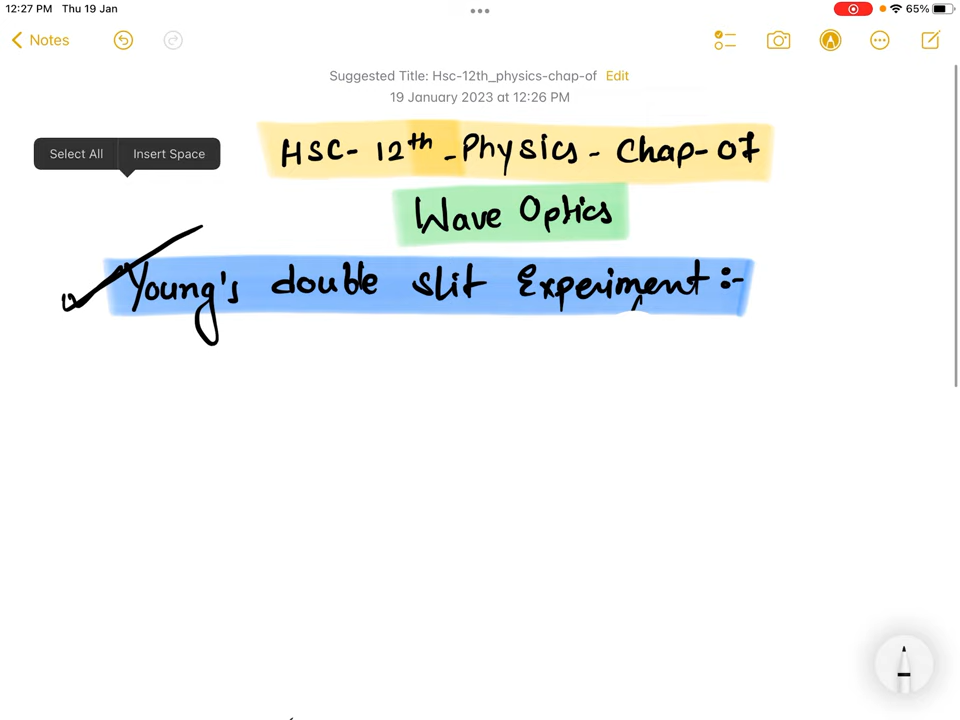 12:27 PM Thu 19 Jan
65%
Notes
Suggested Title: Hsc-12th_physics-chap-of Edit
19 January 2023 at 12:26 PM
Select All Insert Space
HSC- 12th - Physics - Chap- 07
Wave Optics
Young's double slit Experiment :-